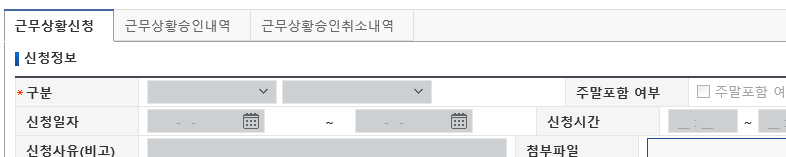 근무상황신청 근무상황승인내역 근무상황승인취소내역
신청정보
* 구분 주말포함 여부 주말포함 여
신청일자 - - ~ - - 신청시간 __ : __ ~ __ :
신청사유(비고) 첨부파일